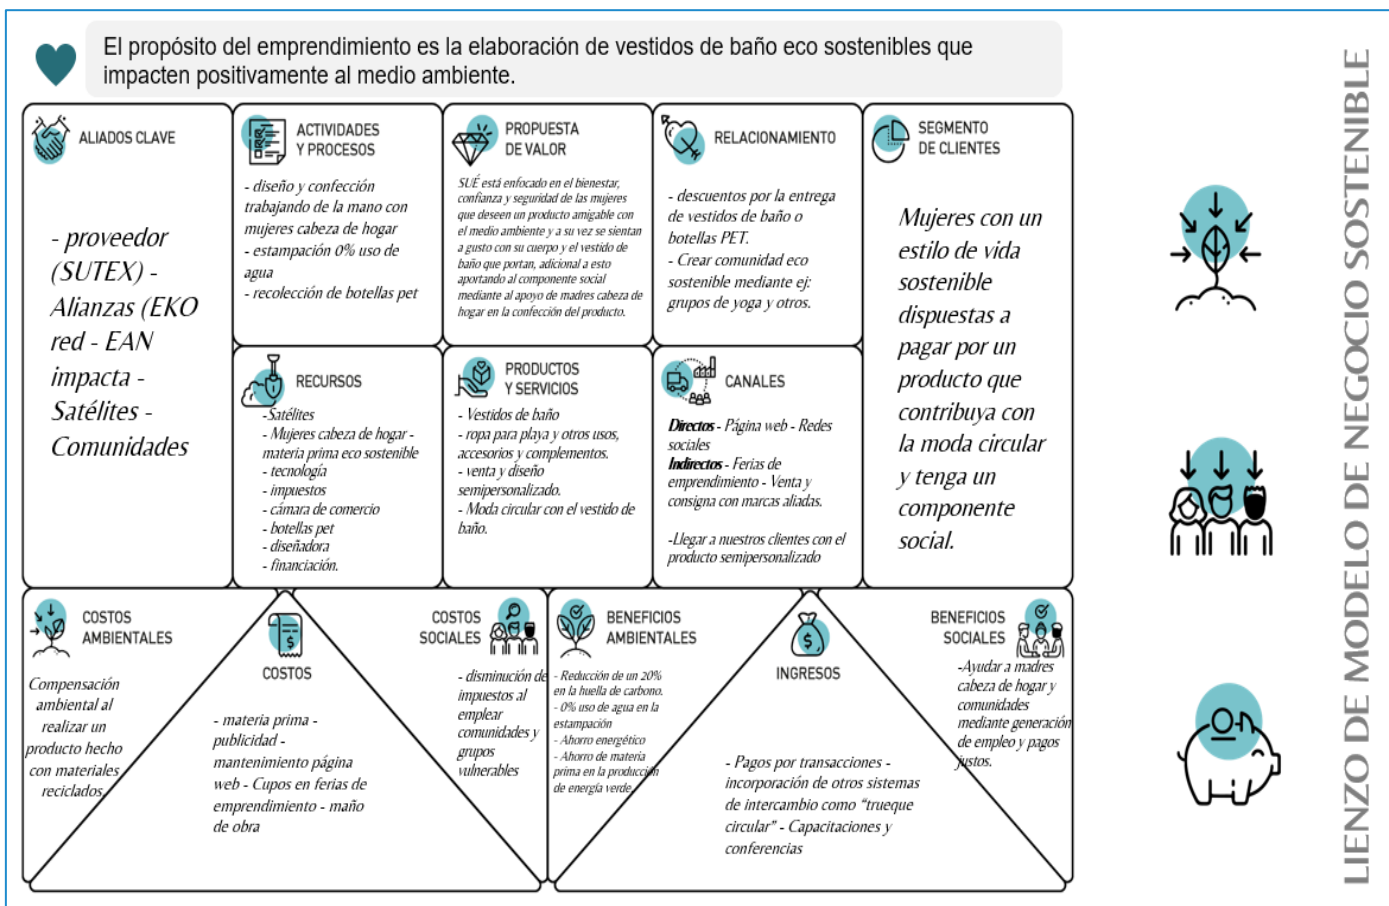 El propósito del emprendimiento es la elaboración de vestidos de baño eco sostenibles que
impacten positivamente al medio ambiente.
ALIADOS CLAVE
- proveedor
(SUTEX) -
Alianzas (EKO
red - EAN
impacta -
Satélites -
Comunidades
ACTIVIDADES
Y PROCESOS
- diseño y confección
trabajando de la mano con
mujeres cabeza de hogar
- estampación 0% uso de
agua
- recolección de botellas pet
RECURSOS
-Satélites
- Mujeres cabeza de hogar -
materia prima eco sostenible
- tecnología
- impuestos
- cámara de comercio
- botellas pet
- diseñadora
- financiación.
PROPUESTA
DE VALOR
SUÉ está enfocado en el bienestar,
confianza y seguridad de las mujeres
que deseen un producto amigable con
el medio ambiente y a su vez se sientan
a gusto con su cuerpo y el vestido de
baño que portan, adicional a esto
aportando al componente social
mediante al apoyo de madres cabeza de
hogar en la confección del producto.
PRODUCTOS
Y SERVICIOS
- Vestidos de baño
- ropa para playa y otros usos,
accesorios y complementos.
- venta y diseño
semipersonalizado.
- Moda circular con el vestido de
baño.
RELACIONAMIENTO
- descuentos por la entrega
de vestidos de baño o
botellas PET.
- Crear comunidad eco
sostenible mediante ej:
grupos de yoga y otros.
CANALES
Directos - Página web - Redes
sociales
Indirectos - Ferias de
emprendimiento - Venta y
consigna con marcas aliadas.
-Llegar a nuestros clientes con el
producto semipersonalizado
SEGMENTO
DE CLIENTES
Mujeres con un
estilo de vida
sostenible
dispuestas a
pagar por un
producto que
contribuya con
la moda circular
y tenga un
componente
social.
COSTOS
AMBIENTALES
Compensación
ambiental al
realizar un
producto hecho
con materiales
reciclados.
COSTOS
$
- materia prima -
publicidad -
mantenimiento página
web - Cupos en ferias de
emprendimiento - maño
de obra
COSTOS
SOCIALES
- disminución de
impuestos al
emplear
comunidades y
grupos
vulnerables
BENEFICIOS
AMBIENTALES
- Reducción de un 20%
en la huella de carbono.
- 0% uso de agua en la
estampación
- Ahorro energético
- Ahorro de materia
prima en la producción
de energía verde.
INGRESOS
$
- Pagos por transacciones -
incorporación de otros sistemas
de intercambio como “trueque
circular” - Capacitaciones y
conferencias
BENEFICIOS
SOCIALES
-Ayudar a madres
cabeza de hogar y
comunidades
mediante generación
de empleo y pagos
justos.
LIENZO DE MODELO DE NEGOCIO SOSTENIBLE